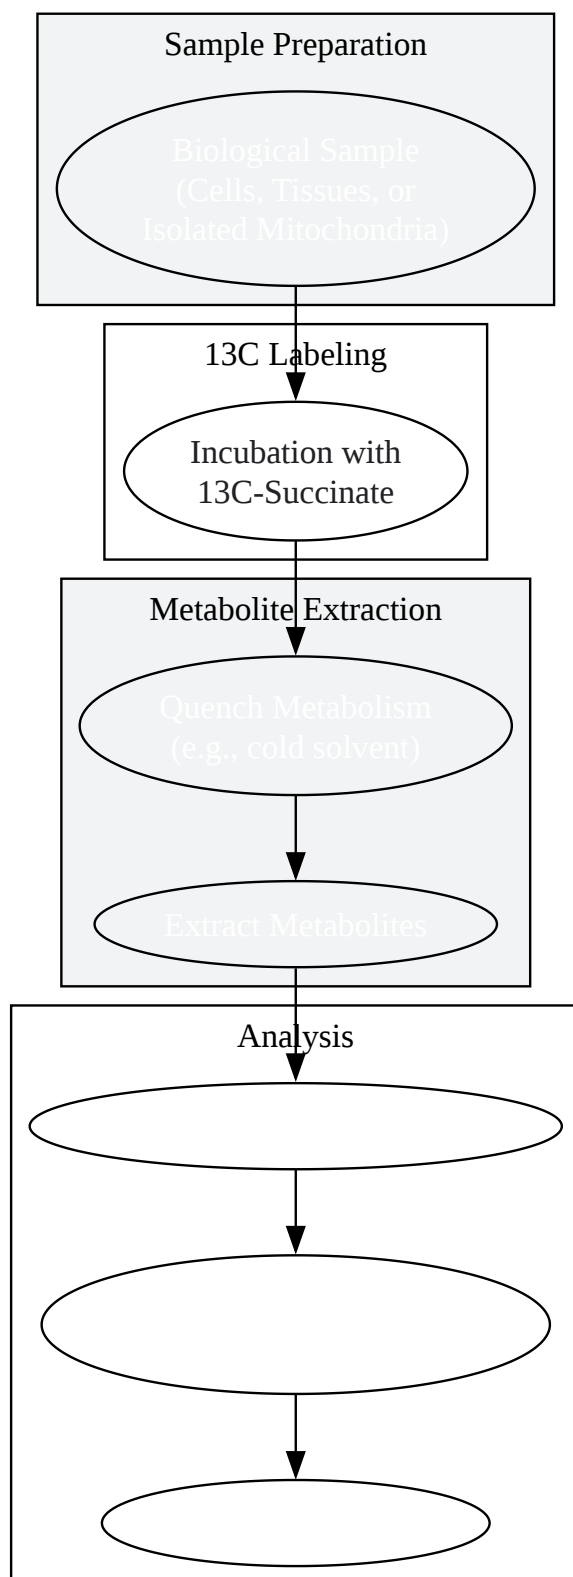 Sample Preparation
Biological Sample
(Cells, Tissues, or
Isolated Mitochondria)
13C Labeling
Incubation with
13C-Succinate
Metabolite Extraction
Quench Metabolism
(e.g., cold solvent)
Extract Metabolites
Analysis